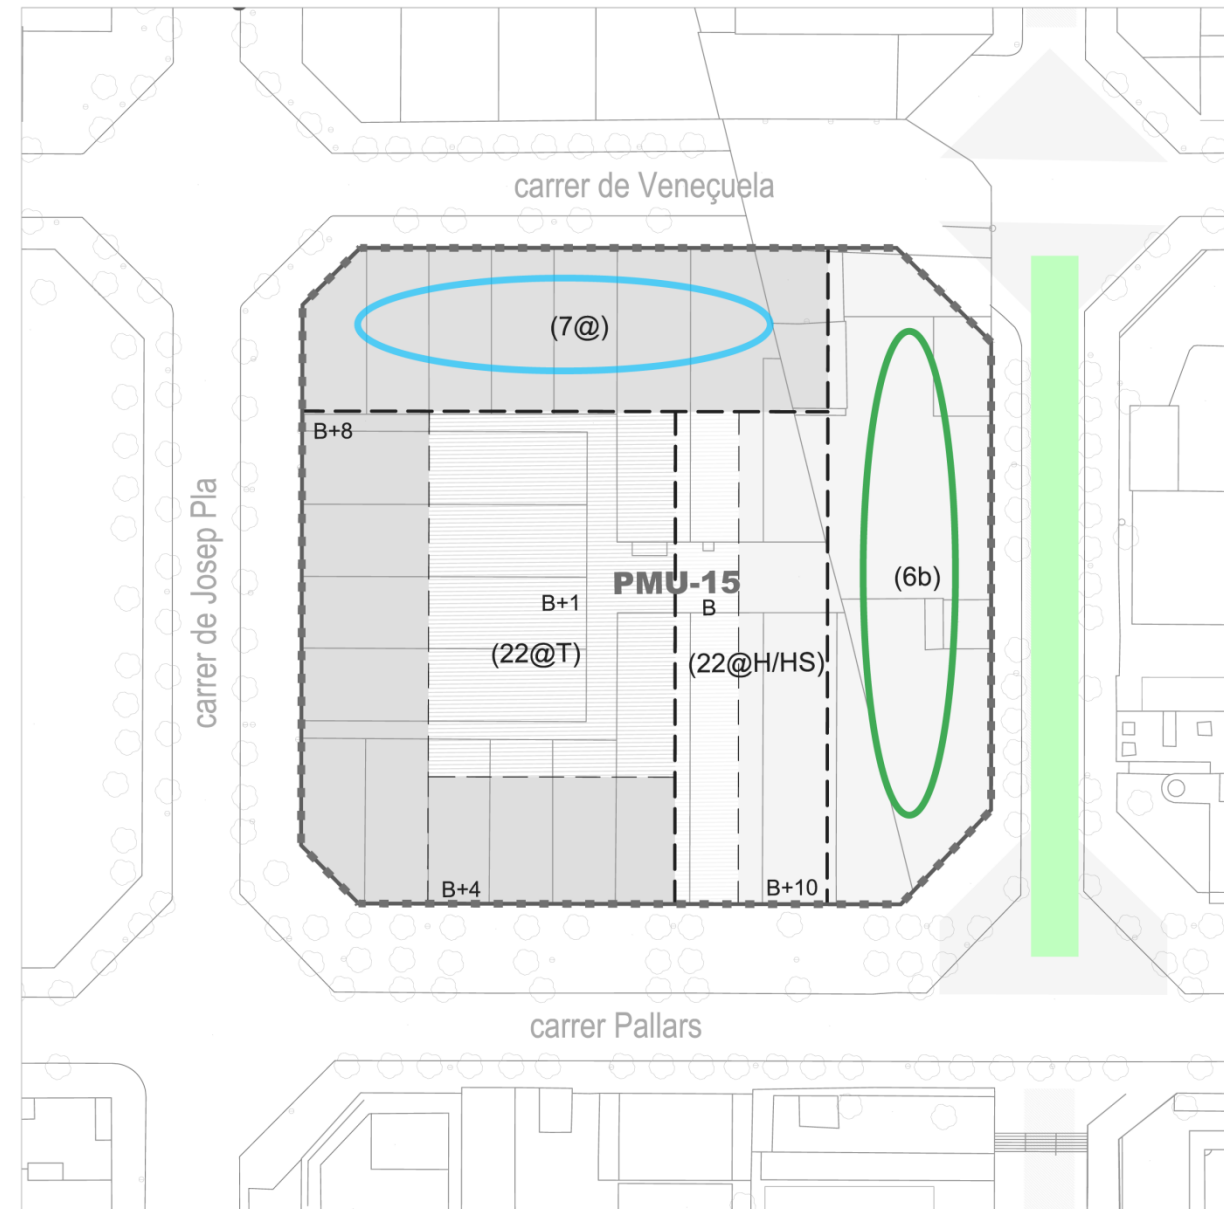 carrer de Veneçuela
(7@)
B+8
carrer de Josep Pla
PMU-15
(6b)
B+1
B
(22@T)
(22@H/HS)
B+4
B+10
carrer Pallars